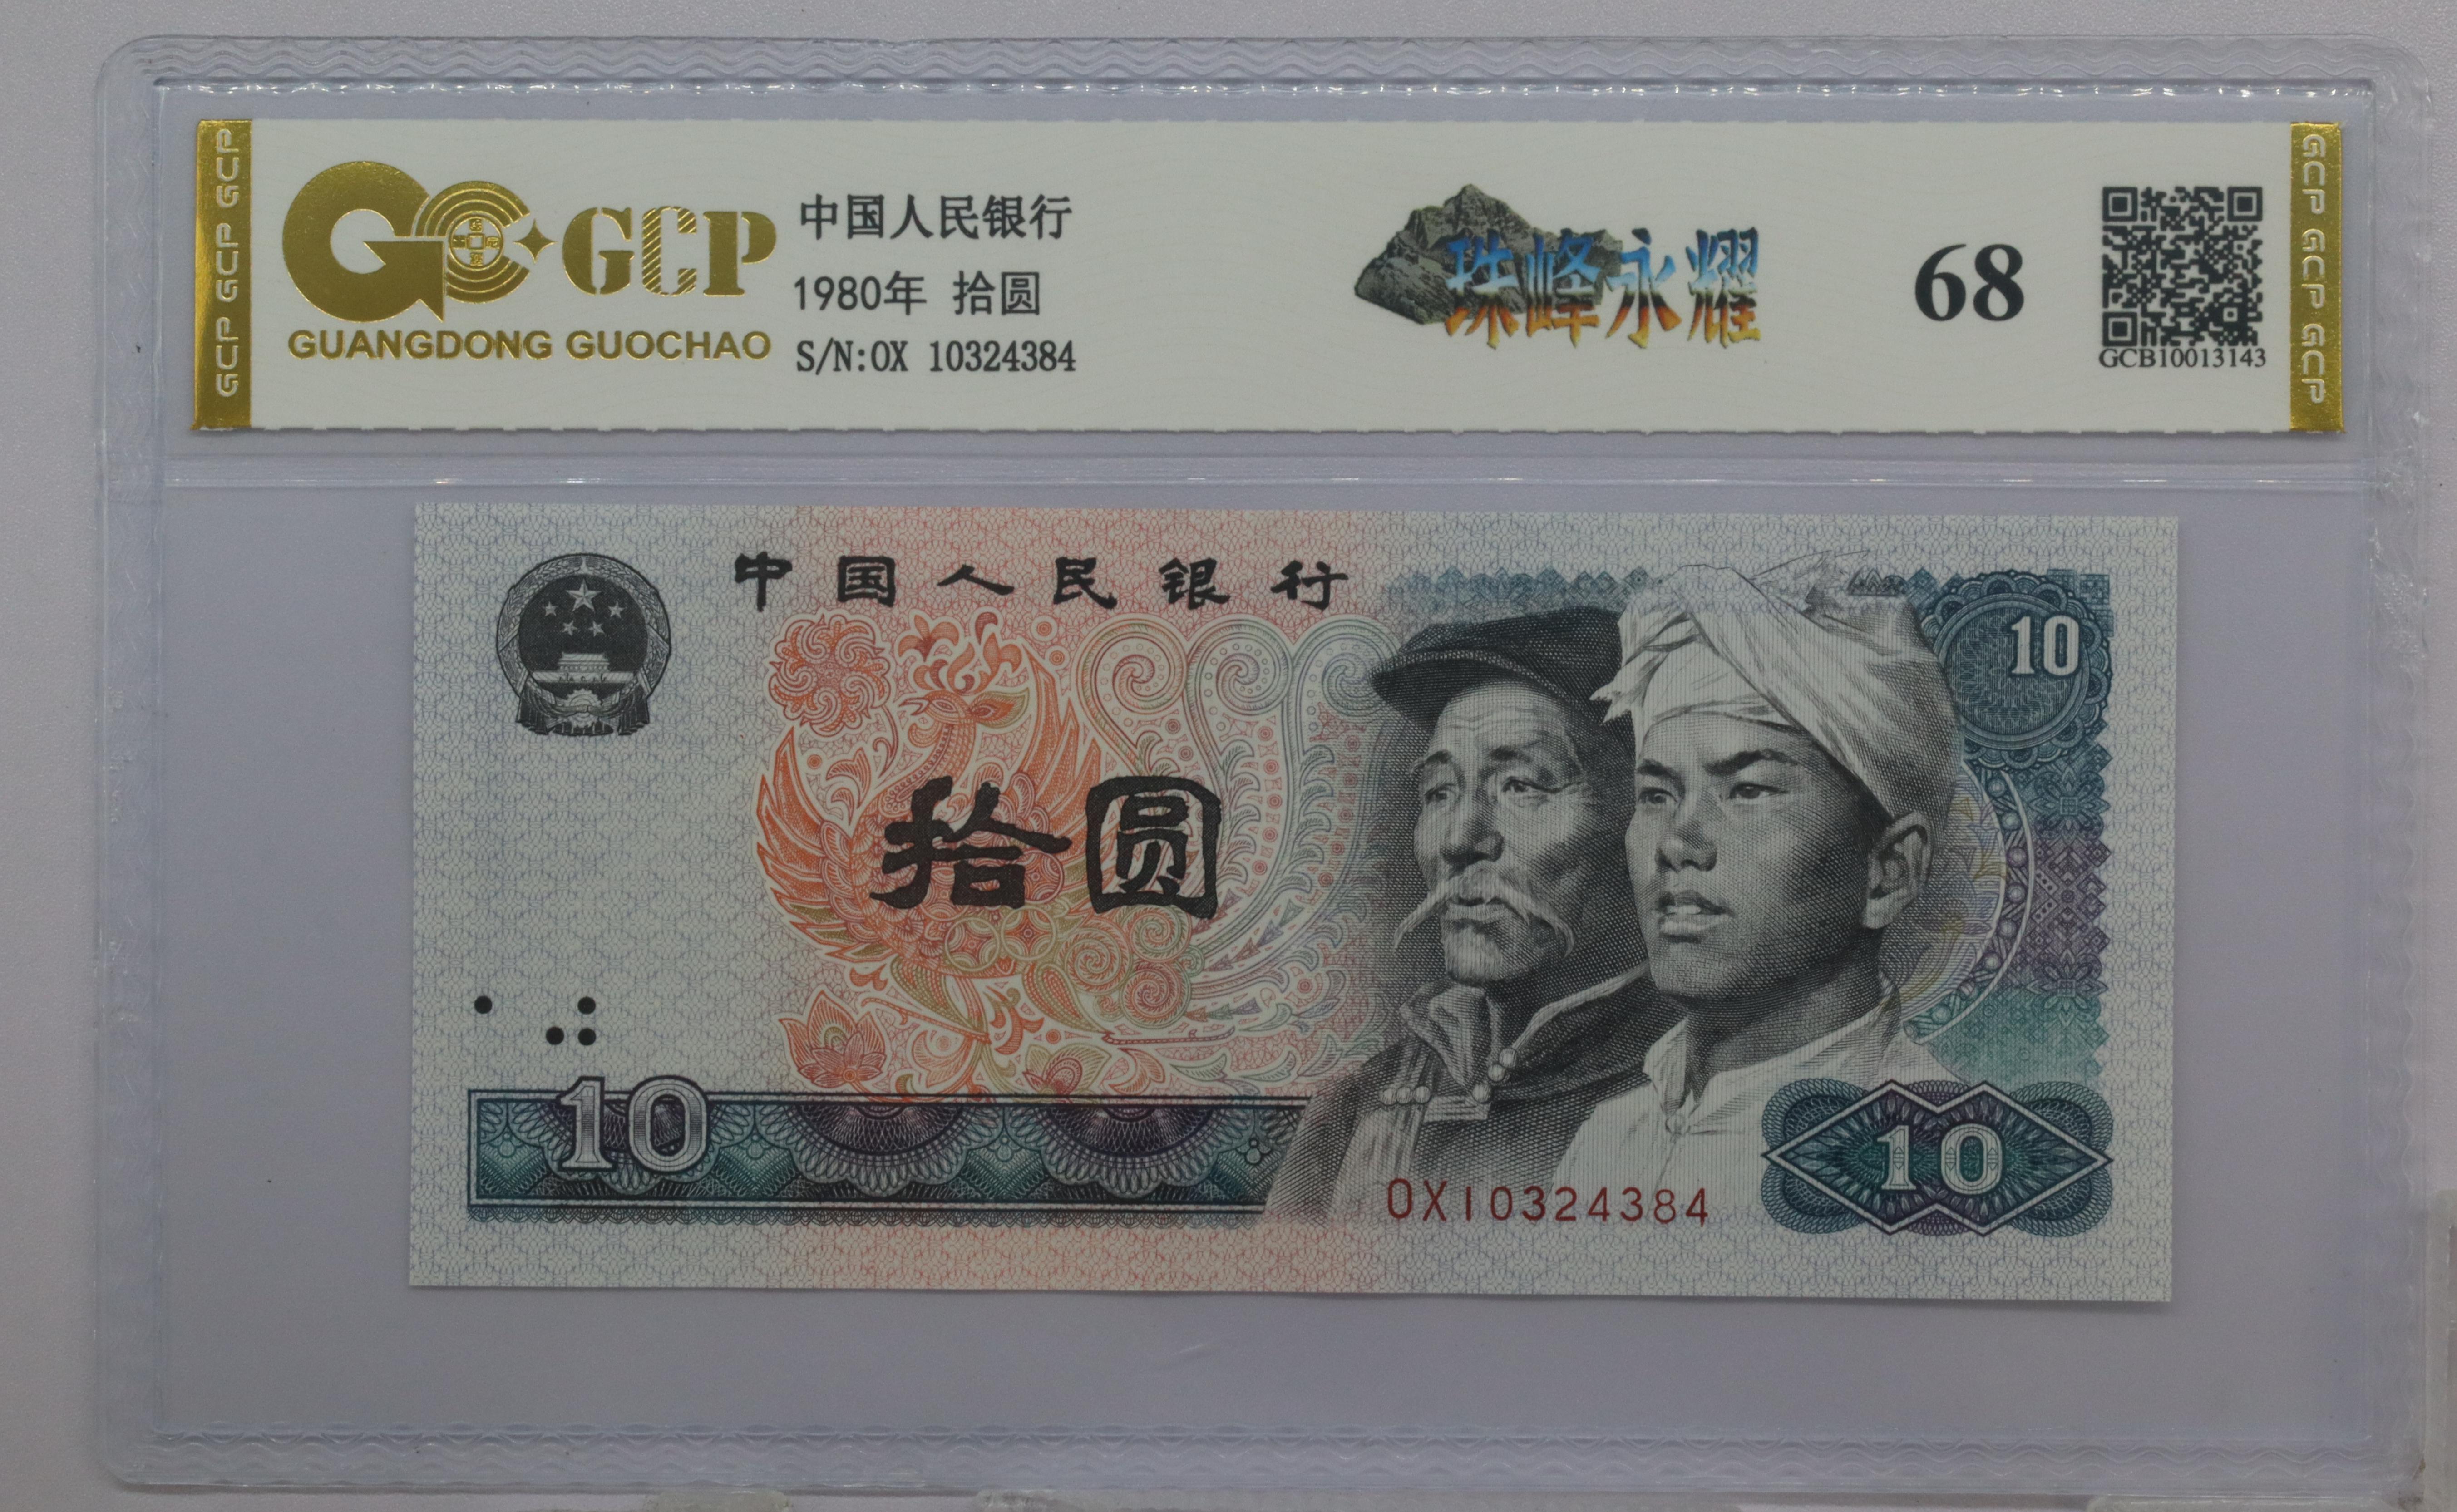 GCP GCP GCP
GCP
GUANGDONG GUOCHAO
中国人民银行
1980年 拾圆
S/N:OX 10324384
珠峰永耀
68
GCB10013143
GCP GCP GCP
中国人民银行
10
拾圆
10
OX10324384
10